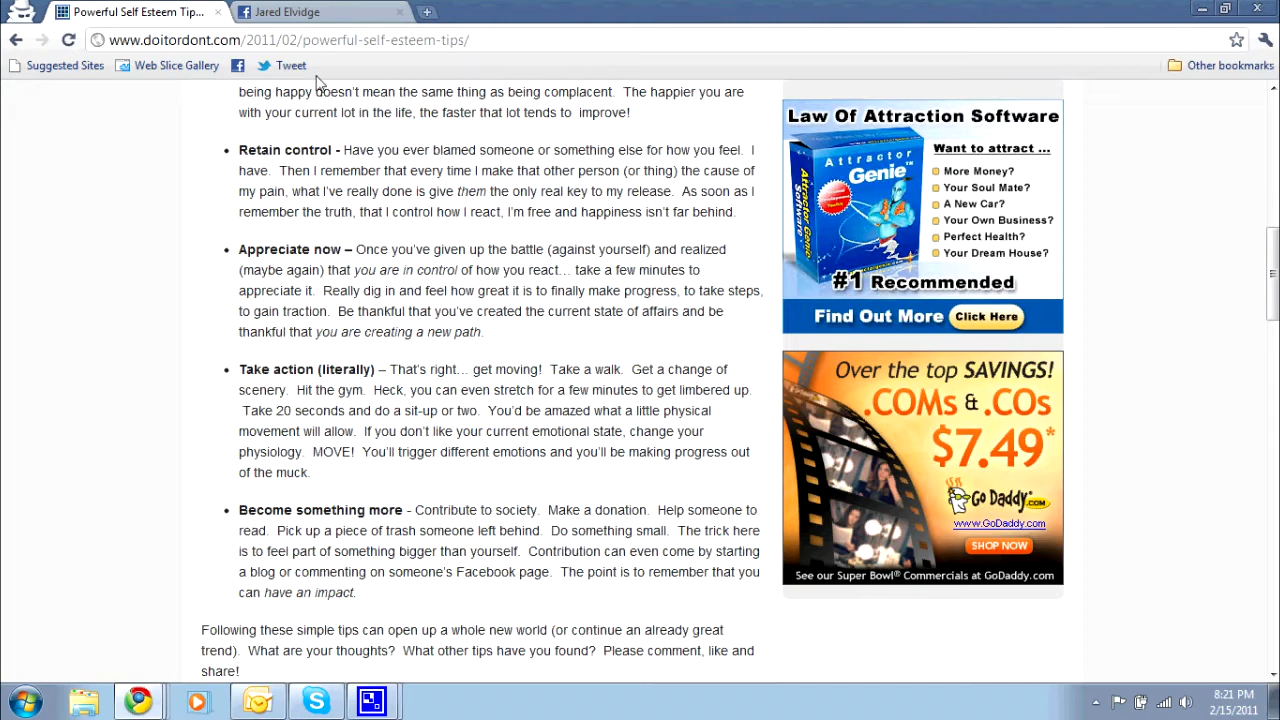 Powerful Self Esteem Tip...
Jared Elvidge
www.doitordont.com/2011/02/powerful-self-esteem-tips/
Suggested Sites
Web Slice Gallery
Tweet
Other bookmarks
being happy doesn't mean the same thing as being complacent. The happier you are
with your current lot in the life, the faster that lot tends to improve!
Retain control - Have you ever blamed someone or something else for how you feel. I
have. Then I remember that every time I make that other person (or thing) the cause of
my pain, what I've really done is give them the only real key to my release. As soon as I
remember the truth, that I control how I react, I'm free and happiness isn't far behind.
Appreciate now – Once you've given up the battle (against yourself) and realized
(maybe again) that you are in control of how you react… take a few minutes to
appreciate it. Really dig in and feel how great it is to finally make progress, to take steps,
to gain traction. Be thankful that you've created the current state of affairs and be
thankful that you are creating a new path.
Take action (literally) – That's right… get moving! Take a walk. Get a change of
scenery. Hit the gym. Heck, you can even stretch for a few minutes to get limbered up.
Take 20 seconds and do a sit-up or two. You'd be amazed what a little physical
movement will allow. If you don't like your current emotional state, change your
physiology. MOVE! You'll trigger different emotions and you'll be making progress out
of the muck.
Become something more - Contribute to society. Make a donation. Help someone to
read. Pick up a piece of trash someone left behind. Do something small. The trick here
is to feel part of something bigger than yourself. Contribution can even come by starting
a blog or commenting on someone's Facebook page. The point is to remember that you
can have an impact.
Following these simple tips can open up a whole new world (or continue an already great
trend). What are your thoughts? What other tips have you found? Please comment, like and
share!
Law Of Attraction Software
Attractor
Genie™
Attractor Genie
Software
Want to attract ...
More Money?
Your Soul Mate?
A New Car?
Your Own Business?
Perfect Health?
Your Dream House?
#1 Recommended
Find Out More
Click Here
Over the top SAVINGS!
.COMs & .COs
$7.49*
Go Daddy
.COM
www.GoDaddy.com
SHOP NOW
See our Super Bowl® Commercials at GoDaddy.com
8:21 PM
2/15/2011